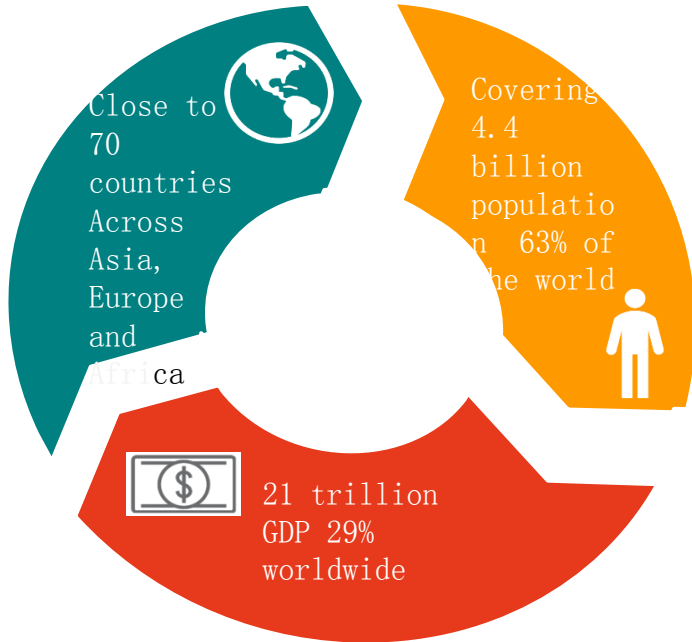 Close to
70
countries
Across
Asia,
Europe
and
Africa
Covering
4.4
billion
populatio
n 63% of
the world
$
21 trillion
GDP 29%
worldwide